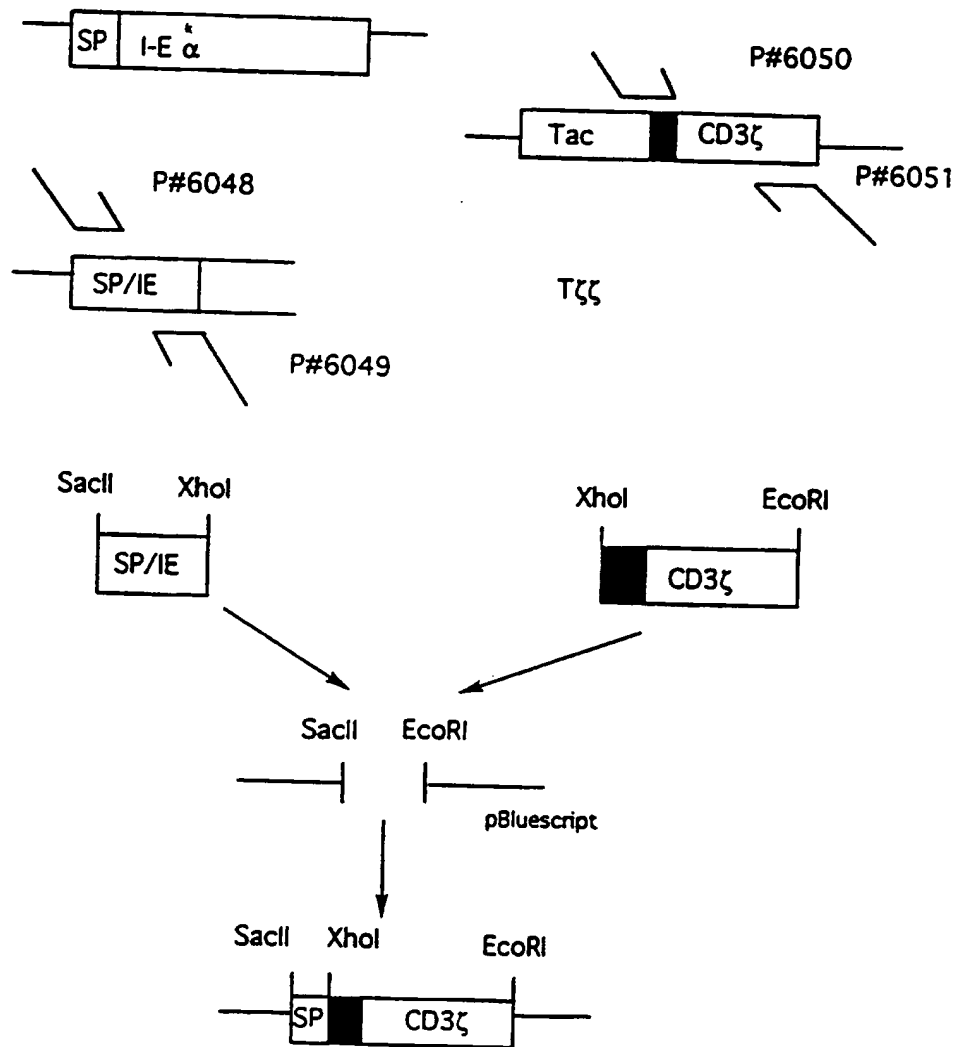 SP I-E α k
P#6050
Tac CD3ζ
P#6051
P#6048
SP/IE
Tζζ
P#6049
SacII XhoI
XhoI EcoRI
SP/IE
CD3ζ
SacII EcoRI
pBluescript
SacII XhoI EcoRI
SP CD3ζ